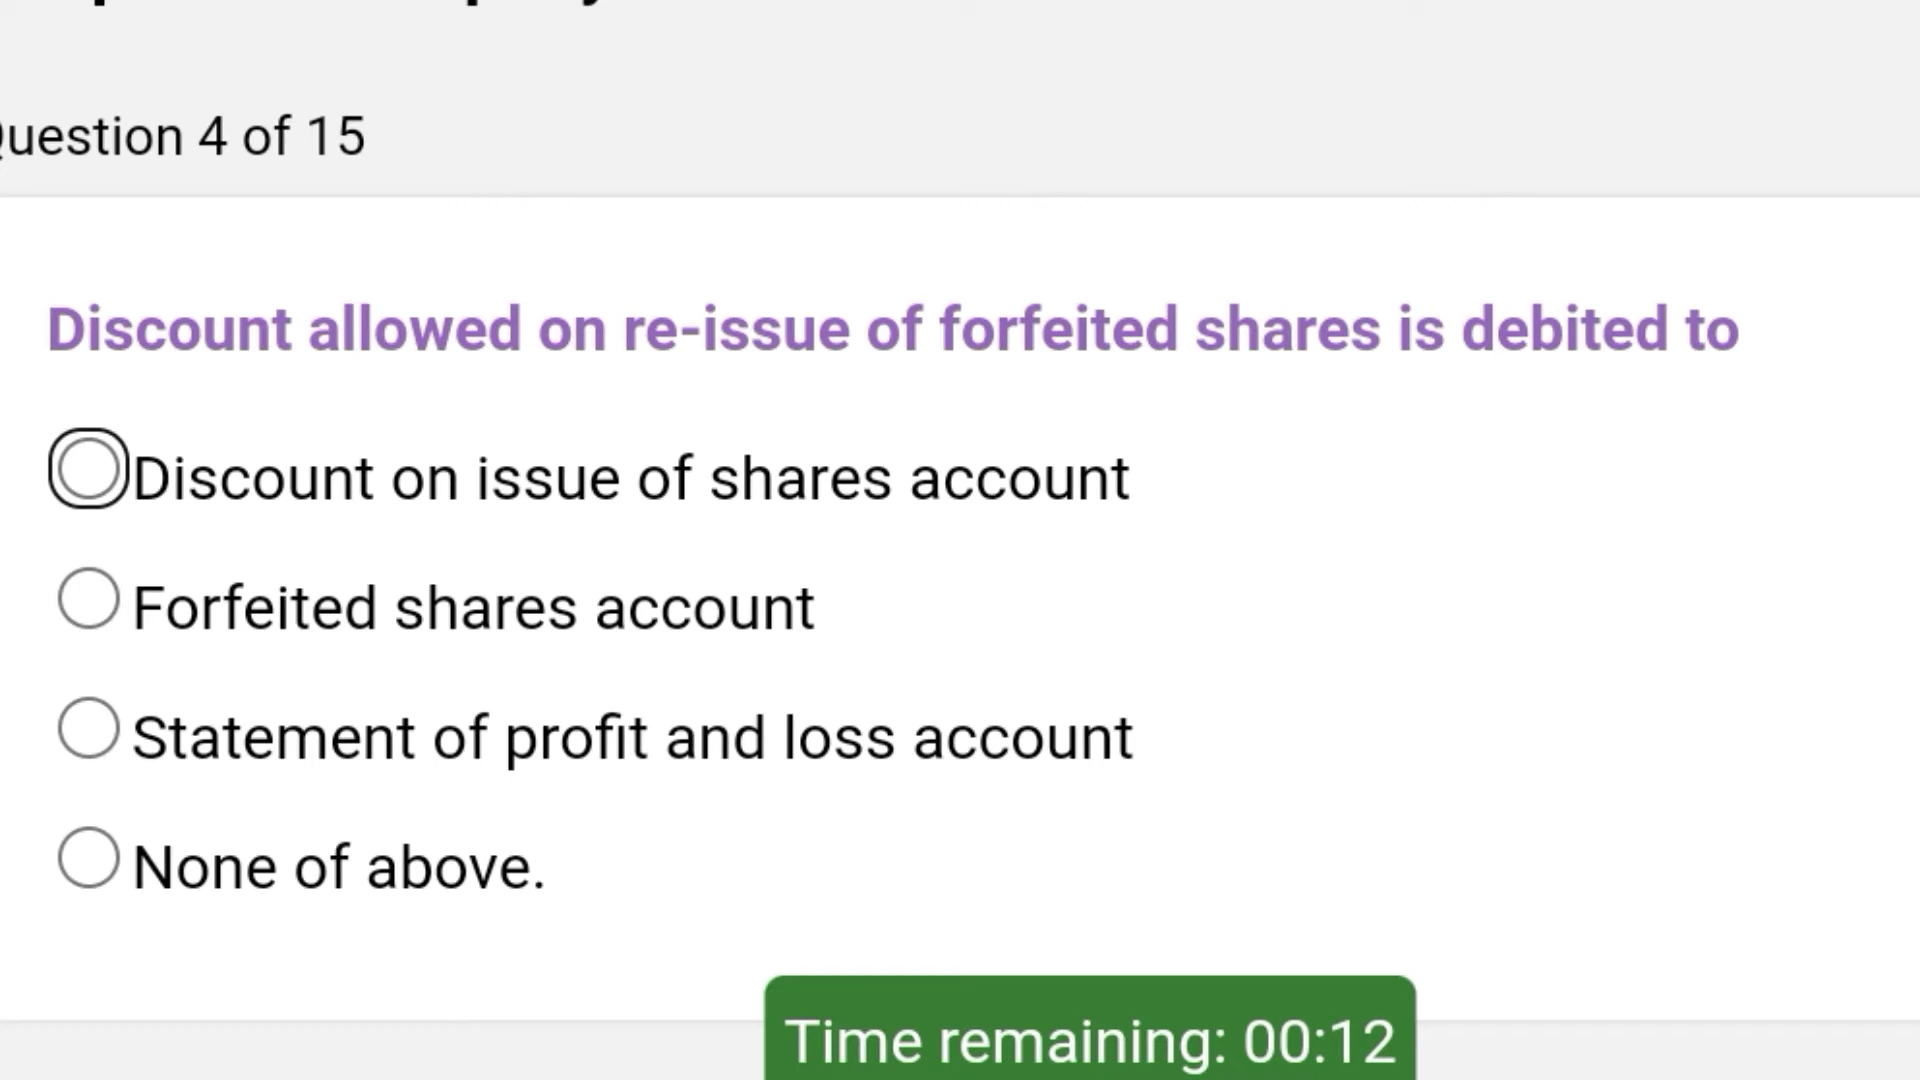 Question 4 of 15
Discount allowed on re-issue of forfeited shares is debited to
Discount on issue of shares account
Forfeited shares account
Statement of profit and loss account
None of above.
Time remaining: 00:12